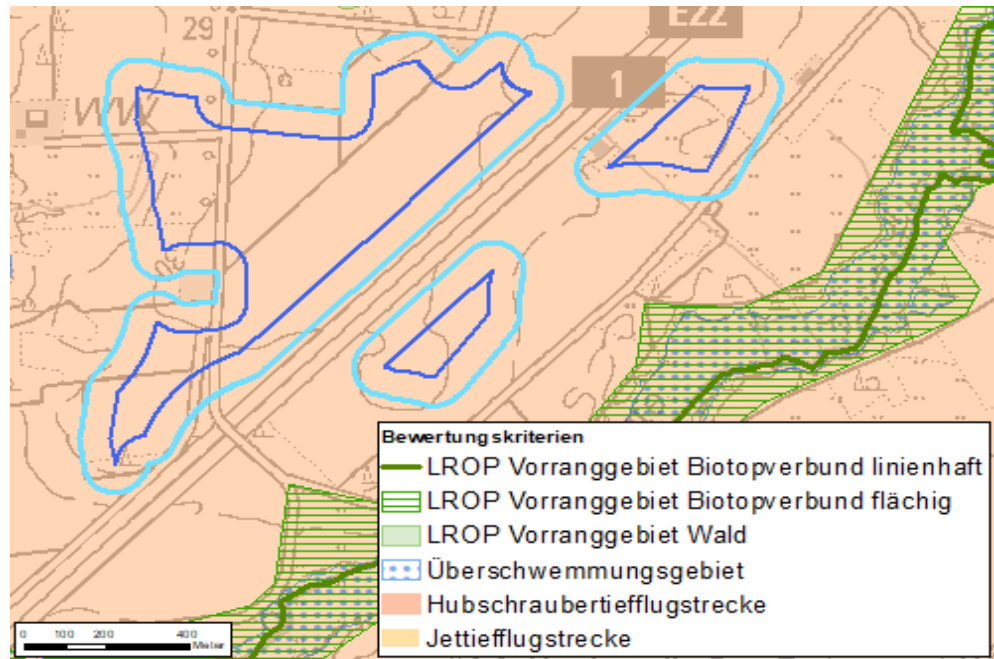 29
E22
1
WW
Bewertungskriterien
LROP Vorranggebiet Biotopverbund linienhaft
LROP Vorranggebiet Biotopverbund flächig
LROP Vorranggebiet Wald
Überschwemmungsgebiet
Hubschraubertiefflugstrecke
Jettiefflugstrecke
0 100 200 400
Meter